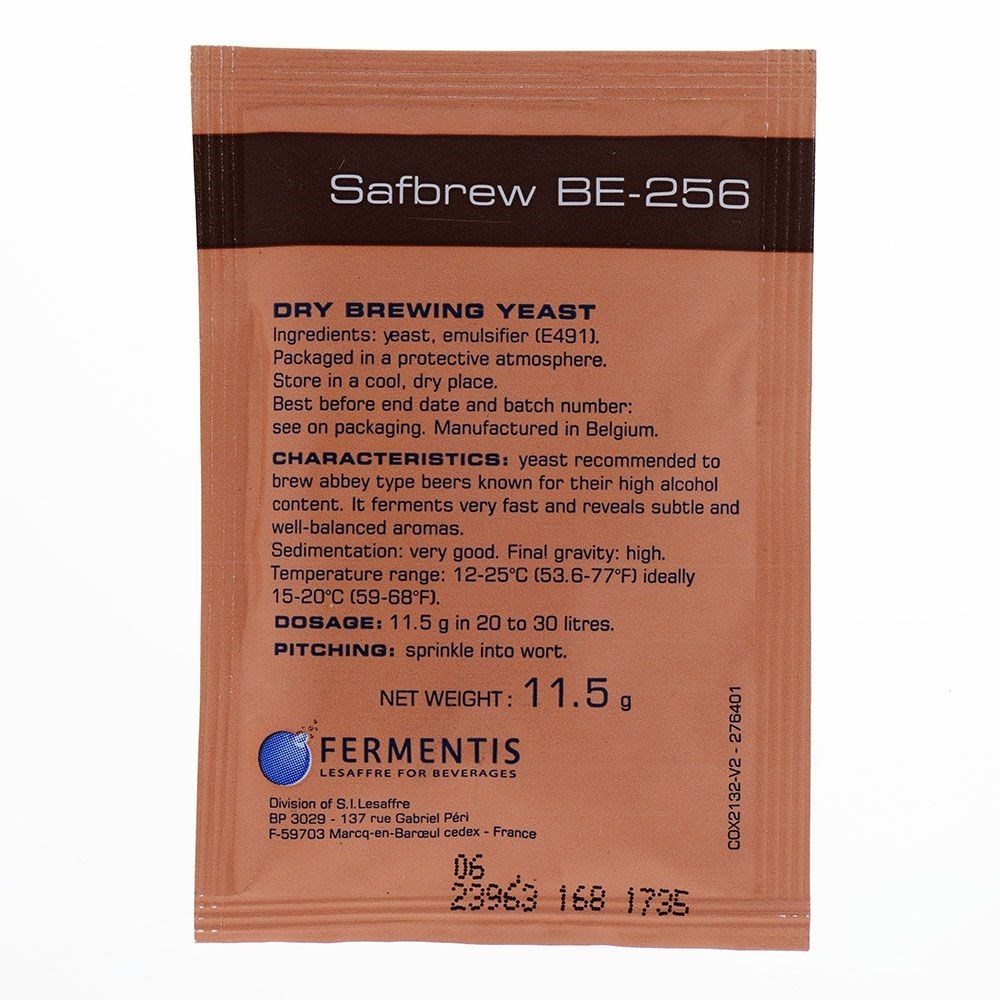 Safbrew BE-256
DRY BREWING YEAST
Ingredients: yeast, emulsifier (E491).
Packaged in a protective atmosphere.
Store in a cool, dry place.
Best before end date and batch number:
see on packaging. Manufactured in Belgium.
CHARACTERISTICS: yeast recommended to
brew abbey type beers known for their high alcohol
content. It ferments very fast and reveals subtle and
well-balanced aromas.
Sedimentation: very good. Final gravity: high.
Temperature range: 12-25°C (53.6-77°F) ideally
15-20°C (59-68°F).
DOSAGE: 11.5 g in 20 to 30 litres.
PITCHING: sprinkle into wort.
NET WEIGHT : 11.5 g
FERMENTIS
LESAFFRE FOR BEVERAGES
Division of S.I.Lesaffre
BP 3029 - 137 rue Gabriel Péri
F-59703 Marcq-en-Barœul cedex - France
COX2132-V2 - 276401
06
23963 168 1735